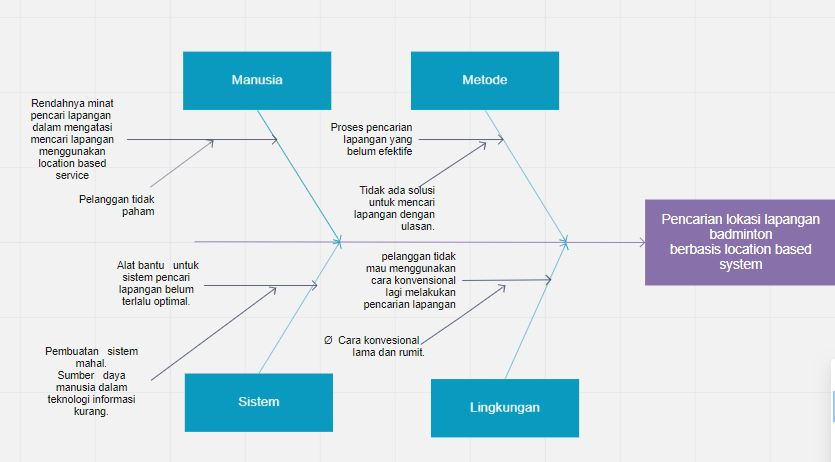 Manusia
Metode
Rendahnya minat
pencari lapangan
dalam mengatasi
mencari lapangan
menggunakan
location based
service
Pelanggan tidak
paham
Proses pencarian
lapangan yang
belum efektife
Tidak ada solusi
untuk mencari
lapangan dengan
ulasan.
Pencarian lokasi lapangan
badminton
berbasis location based
system
Alat bantu untuk
sistem pencari
lapangan belum
terlalu optimal.
pelanggan tidak
mau menggunakan
cara konvensional
lagi melakukan
pencarian lapangan
Pembuatan sistem
mahal.
Sumber daya
manusia dalam
teknologi informasi
kurang.
Ø Cara konvesional
lama dan rumit.
Sistem
Lingkungan